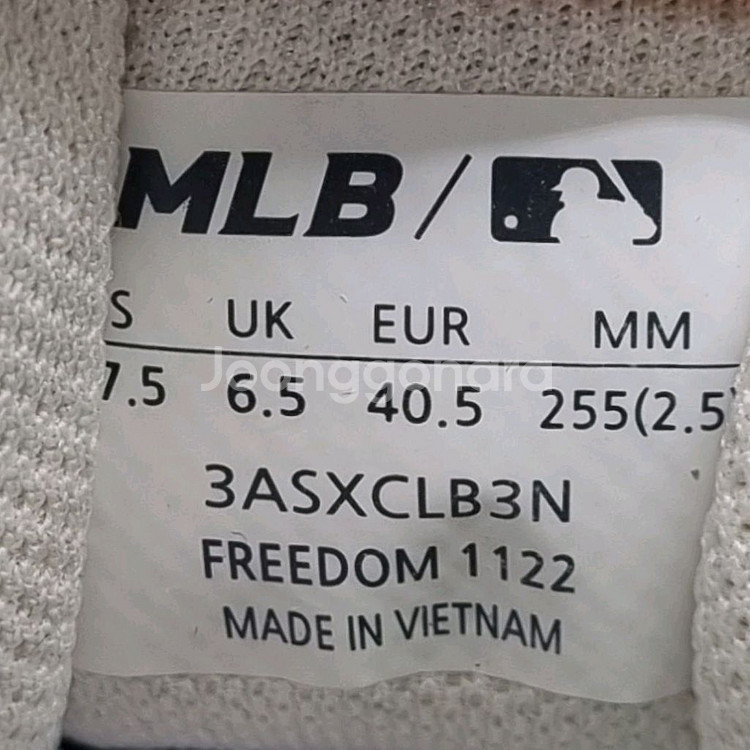 MLB /
S UK EUR MM
7.5 6.5 40.5 255(2.5)
Joonggonara
3ASXCLB3N
FREEDOM 1122
MADE IN VIETNAM